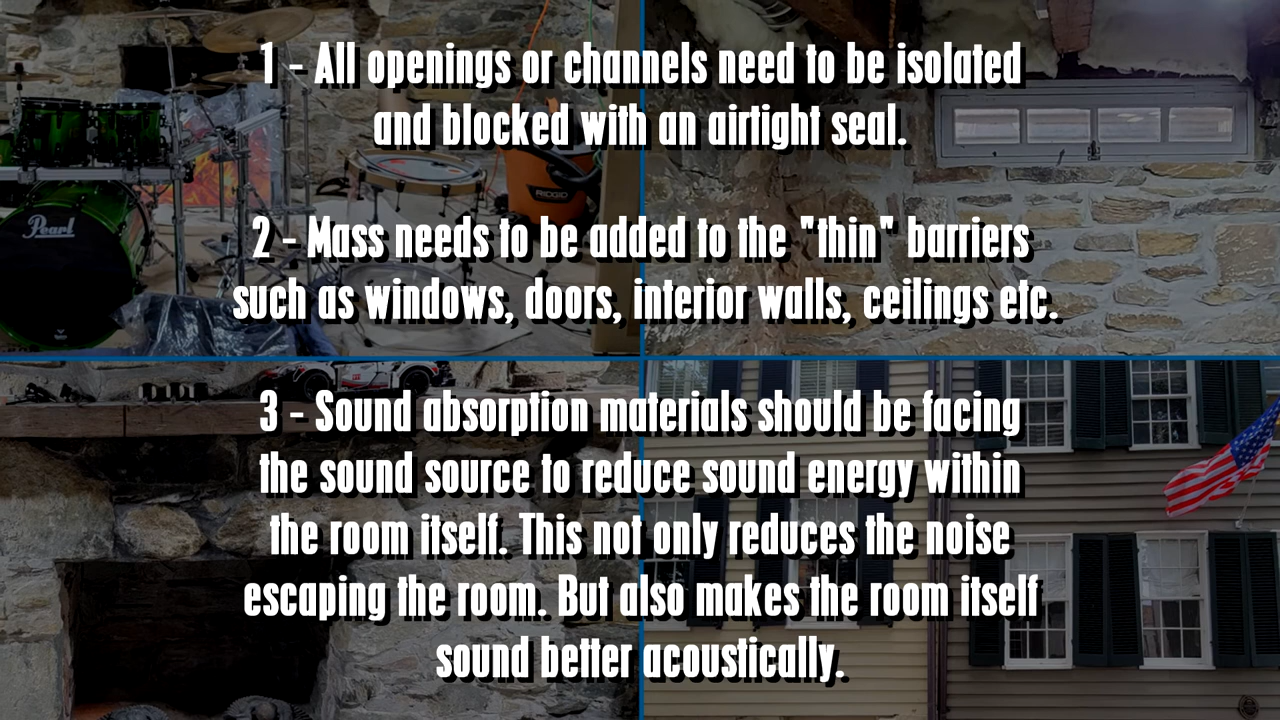 1 - All openings or channels need to be isolated
and blocked with an airtight seal.
2 - Mass needs to be added to the "thin" barriers
such as windows, doors, interior walls, ceilings etc.
3 - Sound absorption materials should be facing
the sound source to reduce sound energy within
the room itself. This not only reduces the noise
escaping the room. But also makes the room itself
sound better acoustically.
RIDGID
Pearl